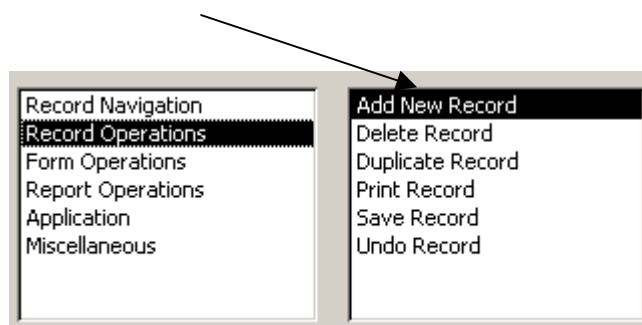 Record Navigation
Record Operations
Form Operations
Report Operations
Application
Miscellaneous
Add New Record
Delete Record
Duplicate Record
Print Record
Save Record
Undo Record